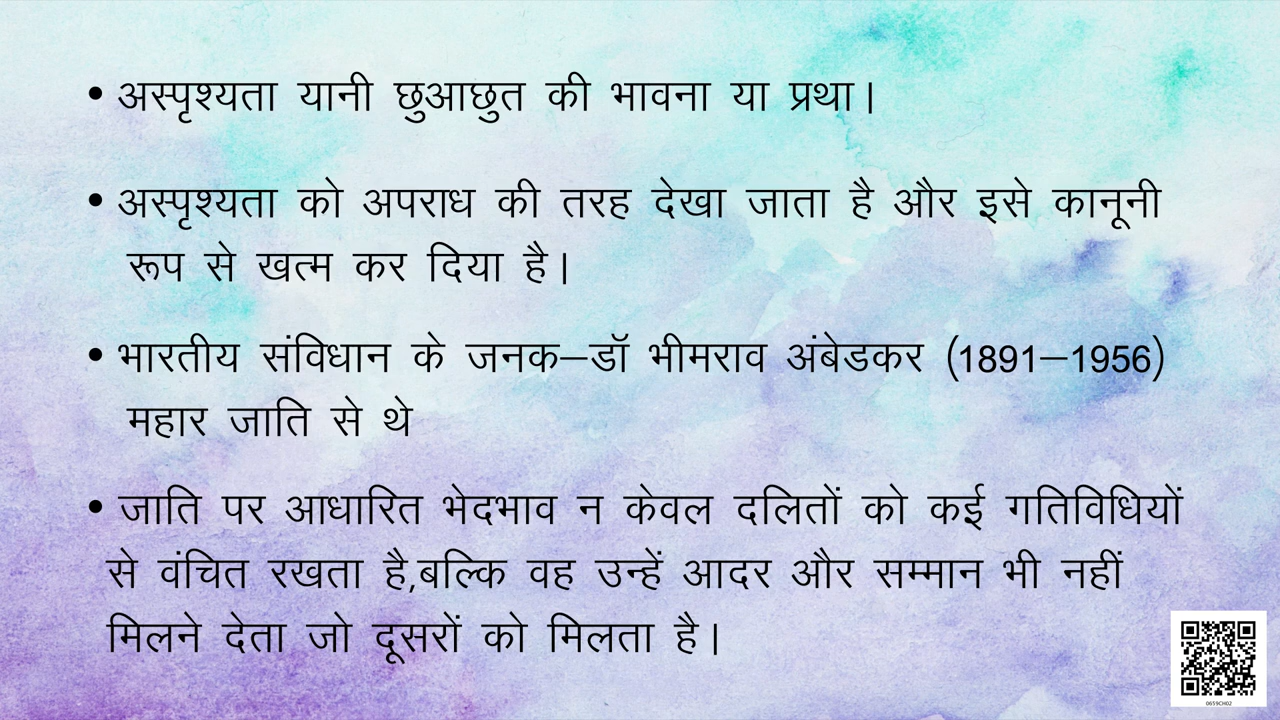 • अस्पृश्यता यानी छुआछुत की भावना या प्रथा।
• अस्पृश्यता को अपराध की तरह देखा जाता है और इसे कानूनी
रूप से खत्म कर दिया है।
• भारतीय संविधान के जनक–डॉ भीमराव अंबेडकर (1891–1956)
महार जाति से थे
• जाति पर आधारित भेदभाव न केवल दलितों को कई गतिविधियों
से वंचित रखता है,बल्कि वह उन्हें आदर और सम्मान भी नहीं
मिलने देता जो दूसरों को मिलता है।
0659CH02